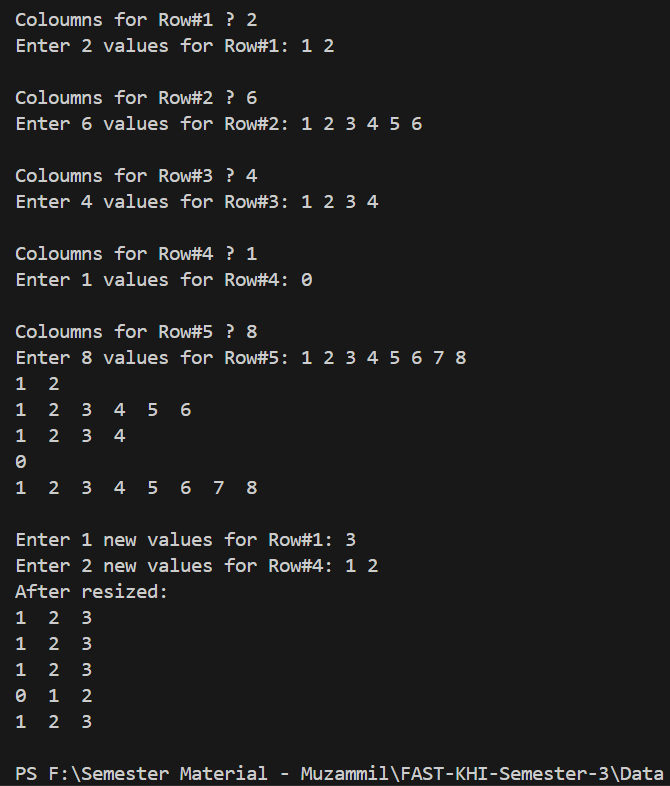 Coloumns for Row#1 ? 2
Enter 2 values for Row#1: 1 2
Coloumns for Row#2 ? 6
Enter 6 values for Row#2: 1 2 3 4 5 6
Coloumns for Row#3 ? 4
Enter 4 values for Row#3: 1 2 3 4
Coloumns for Row#4 ? 1
Enter 1 values for Row#4: 0
Coloumns for Row#5 ? 8
Enter 8 values for Row#5: 1 2 3 4 5 6 7 8
1  2
1  2  3  4  5  6
1  2  3  4
0
1  2  3  4  5  6  7  8
Enter 1 new values for Row#1: 3
Enter 2 new values for Row#4: 1 2
After resized:
1  2  3
1  2  3
1  2  3
0  1  2
1  2  3
PS F:\Semester Material - Muzammil\FAST-KHI-Semester-3\Data